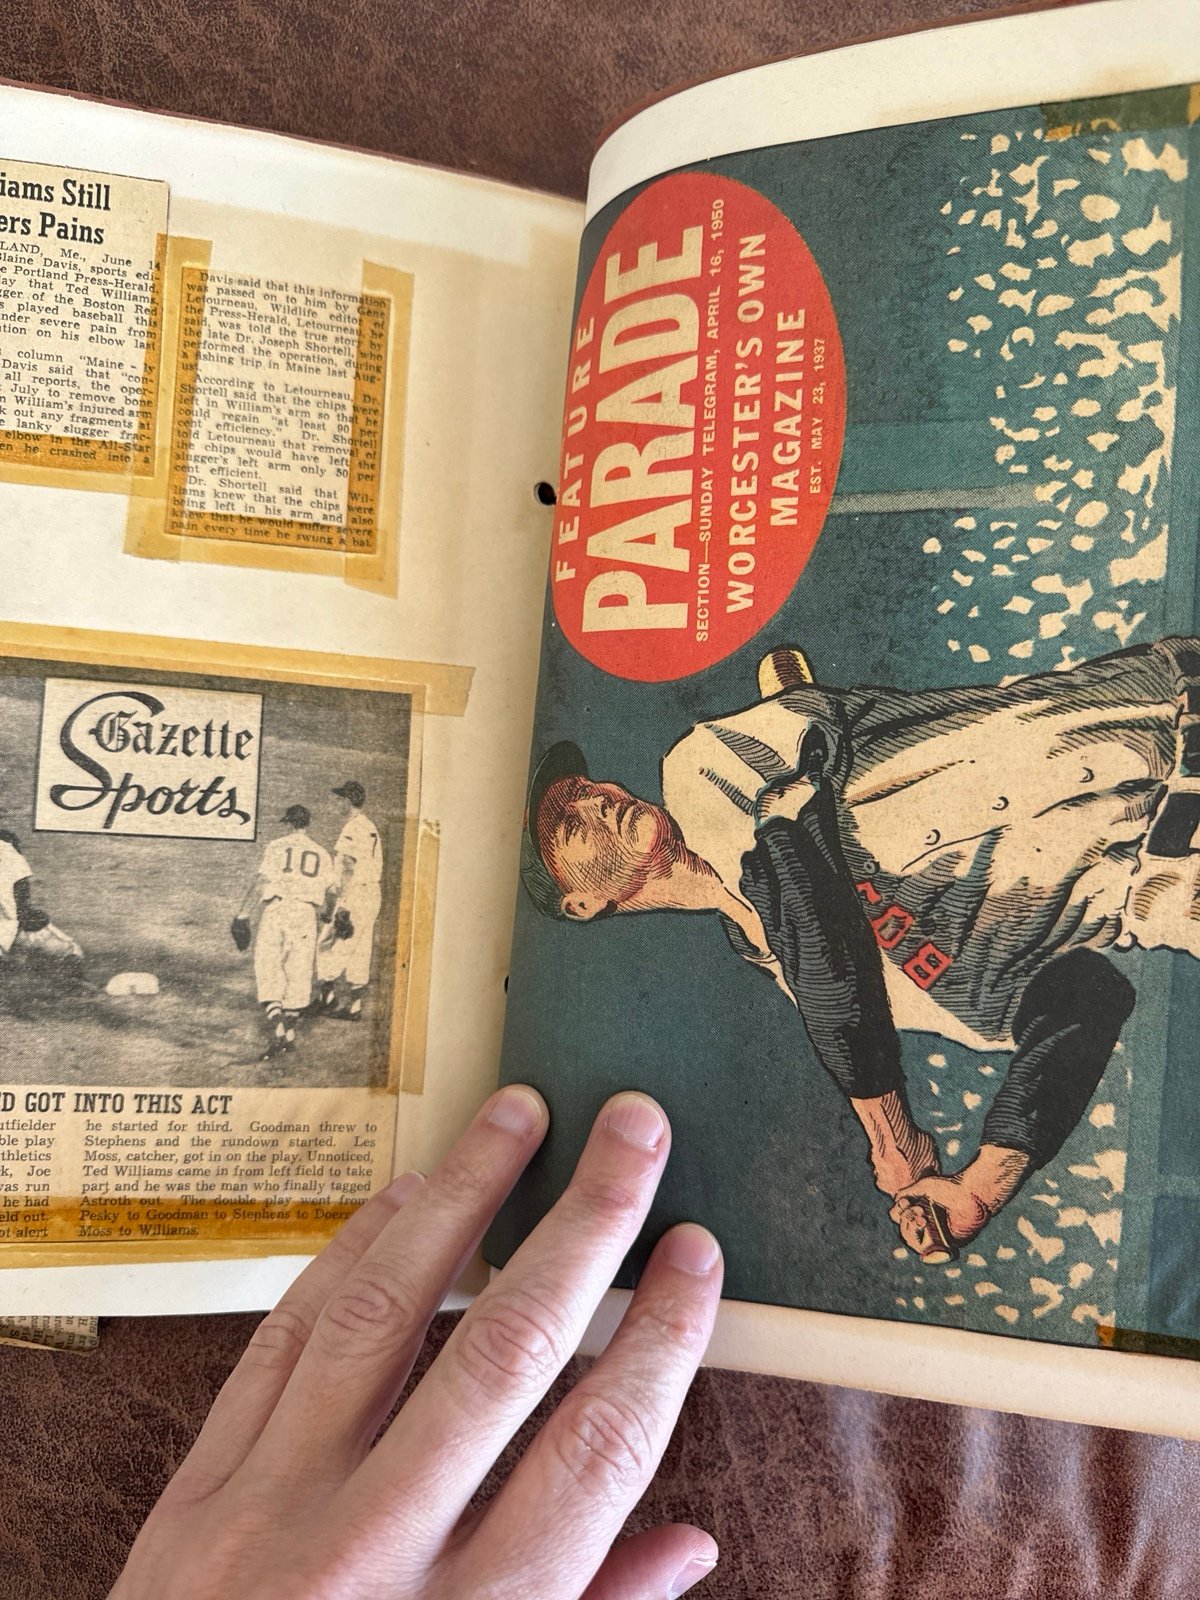 iams Still
ers Pains
LAND, Me., June 14
Blaine Davis, sports edi-
e Portland Press-Herald,
lay that Ted Williams,
gger of the Boston Red
s played baseball this
under severe pain from
ation on his elbow last
column "Maine - ly
Davis said that "con-
all reports, the oper-
t July to remove bone
n William's injured arm
k out any fragments at
e lanky slugger frac-
elbow in the All-Star
en he crashed into a
Davis said that this information
was passed on to him by Gene
Letourneau, Wildlife editor of
the Press-Herald, Letourneau, he
said, was told the true story by
the late Dr. Joseph Shortell, who
performed the operation, during
a fishing trip in Maine last Aug-
ust.
According to Letourneau, Dr.
Shortell said that the chips were
left in William's arm so that he
could regain "at least 90 per
cent efficiency." Dr. Shortell
told Letourneau that removal of
the chips would have left the
slugger's left arm only 50 per
cent efficient.
Dr. Shortell said that Wil-
liams knew that the chips were
being left in his arm and also
knew that he would suffer severe
pain every time he swung a bat.
Gazette
Sports
10
7
D GOT INTO THIS ACT
utfielder
ble play
thletics
k, Joe
was run
he had
eld out.
ot alert
he started for third. Goodman threw to
Stephens and the rundown started. Les
Moss, catcher, got in on the play. Unnoticed,
Ted Williams came in from left field to take
part and he was the man who finally tagged
Astroth out. The double play went from
Pesky to Goodman to Stephens to Doerr
Moss to Williams.
FEATURE
PARADE
SECTION—SUNDAY TELEGRAM, APRIL 16, 1950
WORCESTER'S OWN
MAGAZINE
EST. MAY 23, 1937
BO